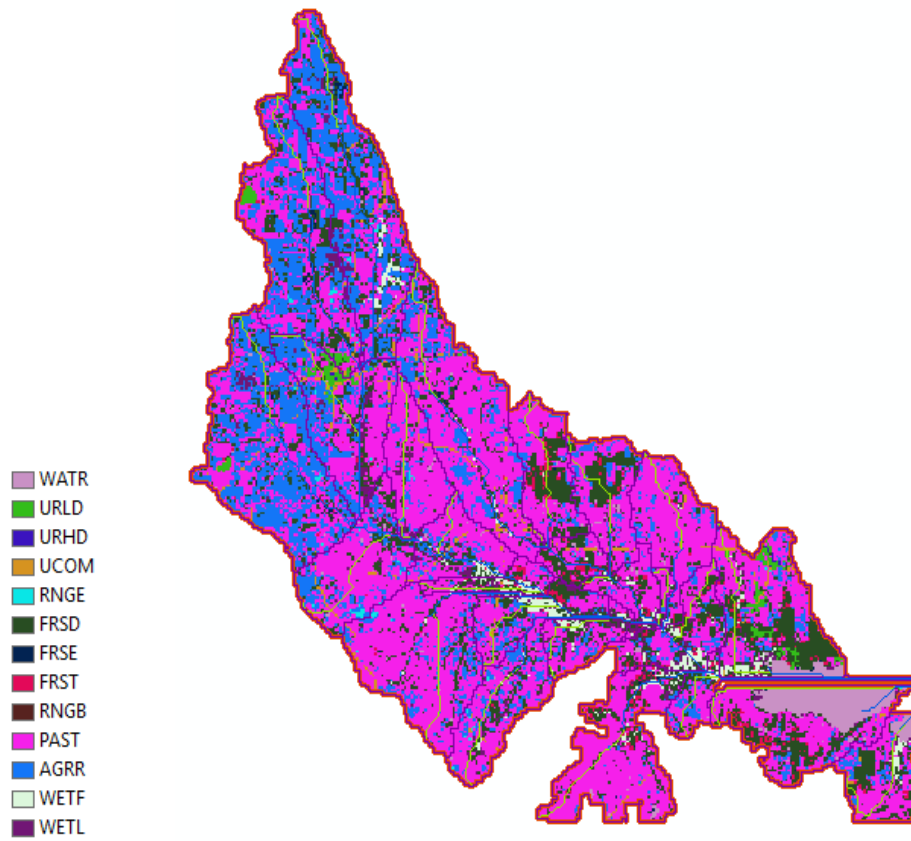 WATR
URLD
URHD
UCOM
RNGE
FRSD
FRSE
FRST
RNGB
PAST
AGRR
WETF
WETL